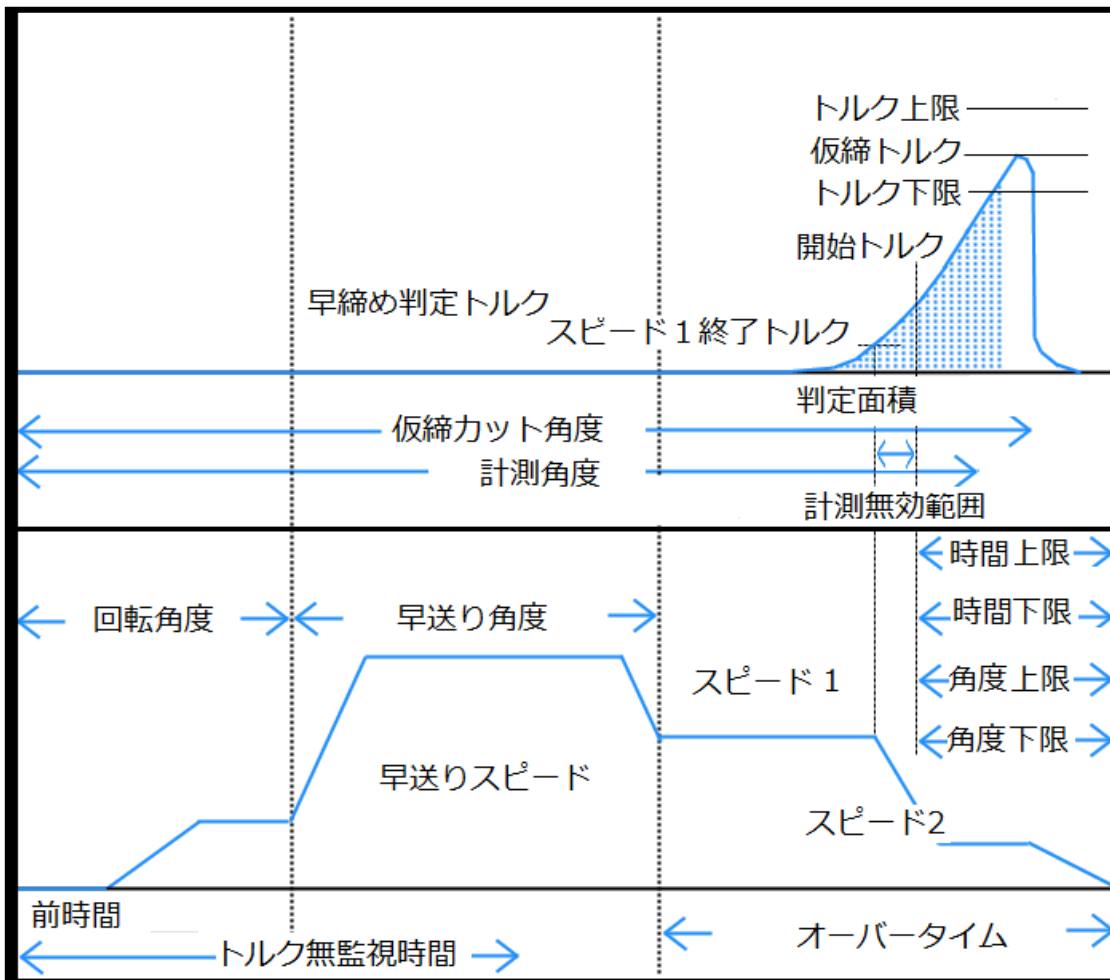 トルク上限
仮締トルク
トルク下限
開始トルク
早締め判定トルク
スピード1終了トルク
判定面積
仮締カット角度
計測角度
計測無効範囲
時間上限
回転角度
早送り角度
時間下限
スピード1
角度上限
角度下限
早送りスピード
スピード2
前時間
オーバータイム
トルク無監視時間